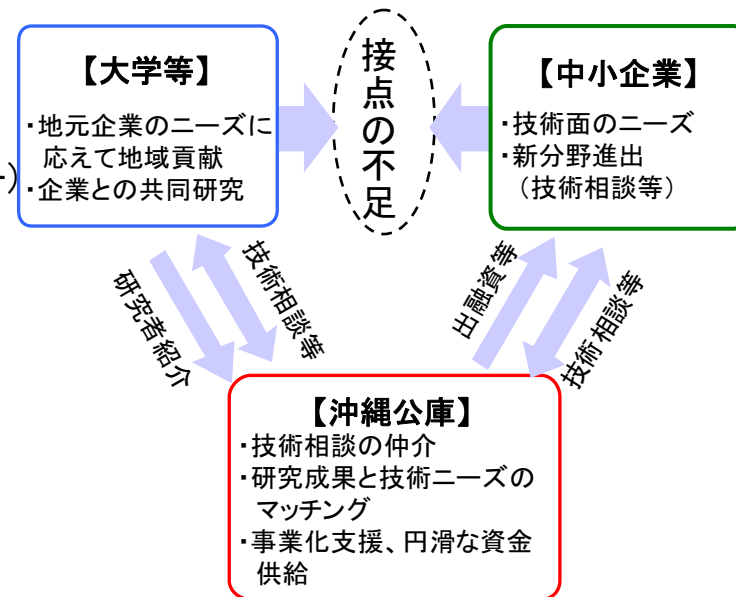 【大学等】
・地元企業のニーズに
応えて地域貢献
・企業との共同研究
接点の不足
【中小企業】
・技術面のニーズ
・新分野進出
（技術相談等）
研究者紹介
技術相談等
出融資等
技術相談等
【沖縄公庫】
・技術相談の仲介
・研究成果と技術ニーズの
マッチング
・事業化支援、円滑な資金
供給